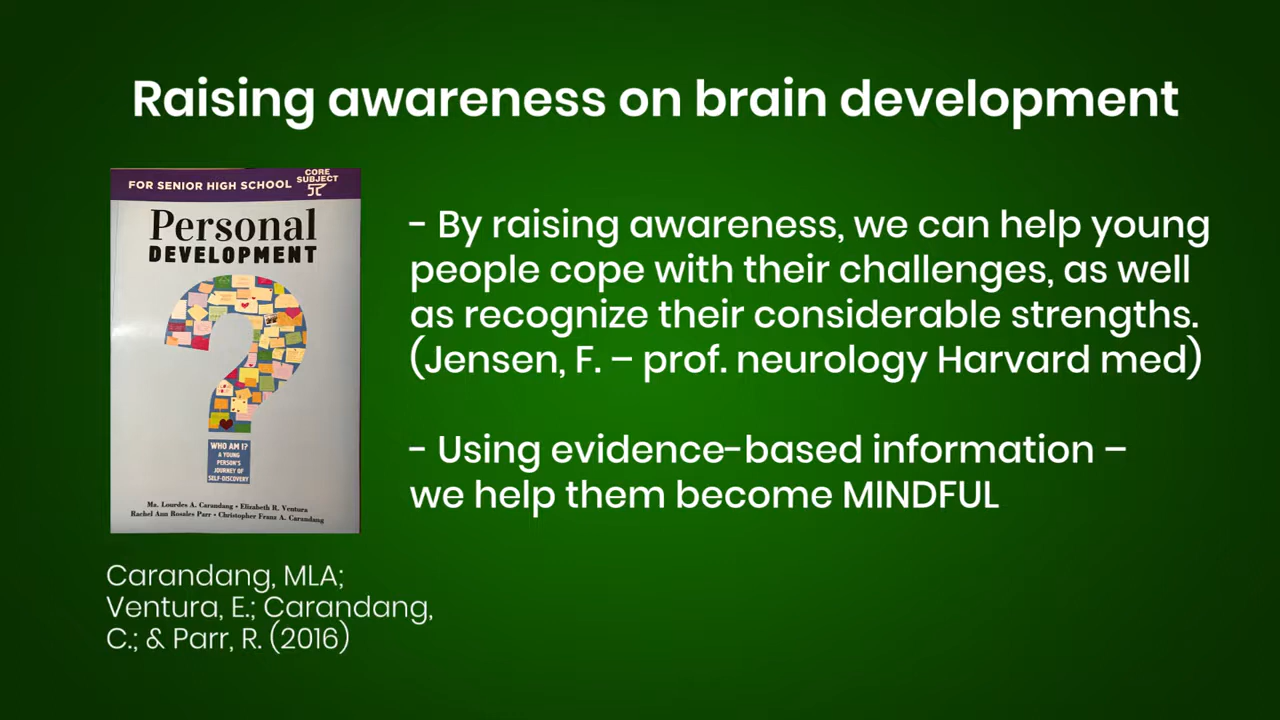 Raising awareness on brain development
FOR SENIOR HIGH SCHOOL
CORE
SUBJECT
Personal
DEVELOPMENT
WHO AM I?
A YOUNG
PERSON'S
JOURNEY OF
SELF-DISCOVERY
Ma. Lourdes A. Carandang • Elizabeth R. Ventura
Rachel Ann Rosales Parr • Christopher Franz A. Carandang
Carandang, MLA;
Ventura, E.; Carandang,
C.; & Parr, R. (2016)
- By raising awareness, we can help young
people cope with their challenges, as well
as recognize their considerable strengths.
(Jensen, F. – prof. neurology Harvard med)
- Using evidence-based information –
we help them become MINDFUL